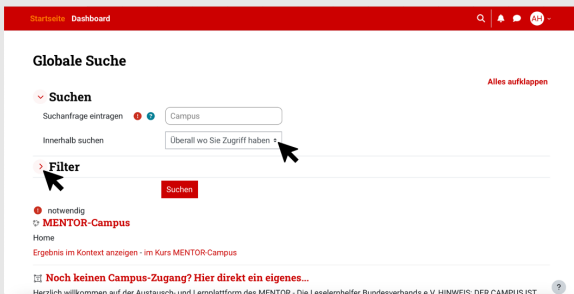 Startseite Dashboard AH
Globale Suche
Alles aufklappen
Suchen
Suchanfrage eintragen ! ? Campus
Innerhalb suchen Überall wo Sie Zugriff haben
Filter
Suchen
! notwendig
MENTOR-Campus
Home
Ergebnis im Kontext anzeigen - im Kurs MENTOR-Campus
Noch keinen Campus-Zugang? Hier direkt ein eigenes...
Herzlich willkommen auf der Austausch- und Lernplattform des MENTOR - Die Leselernhelfer Bundesverbands e.V. HINWEIS: DER CAMPUS IST
?